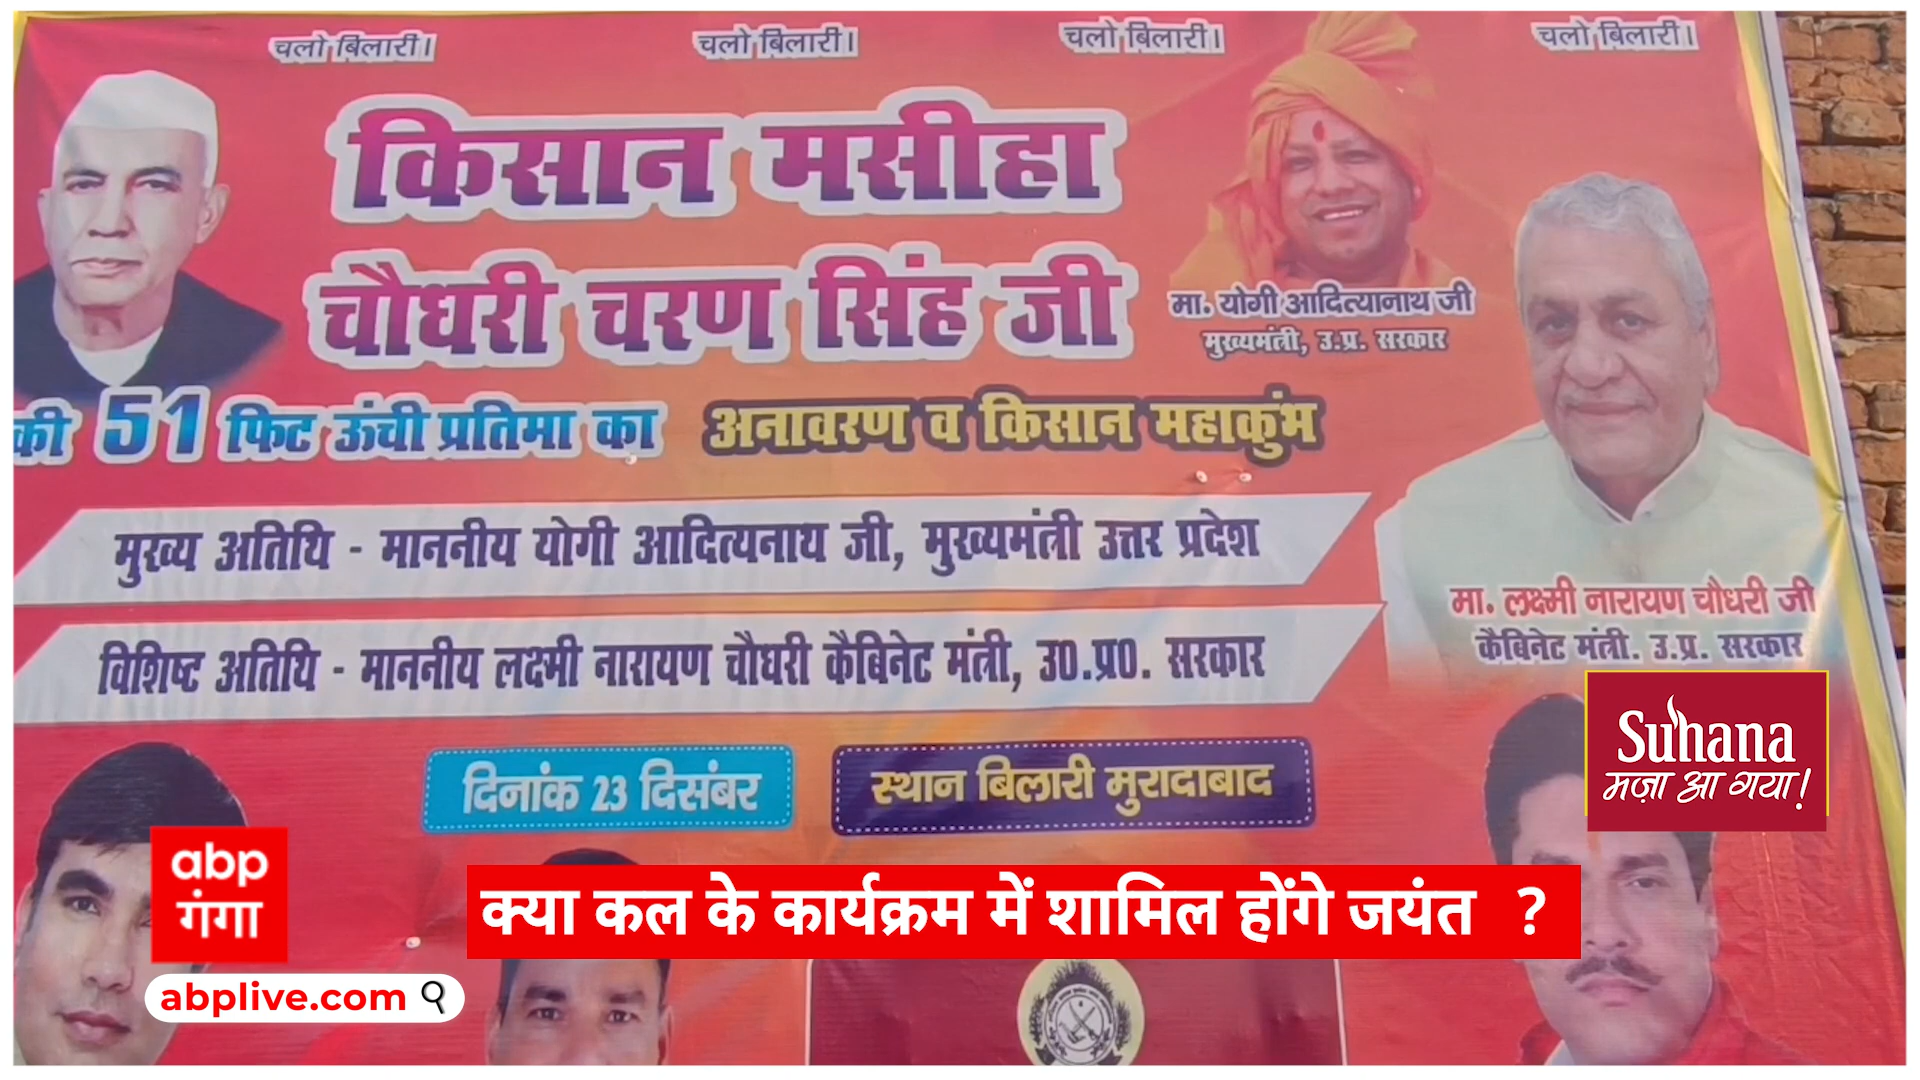 चलो बिलारी।
चलो बिलारी।
चलो बिलारी।
चलो बिलारी।
किसान मसीहा
चौधरी चरण सिंह जी
मा. योगी आदित्यानाथ जी
मुख्यमंत्री, उ.प्र. सरकार
की 51 फिट ऊंची प्रतिमा का अनावरण व किसान महाकुंभ
मुख्य अतिथि - माननीय योगी आदित्यनाथ जी, मुख्यमंत्री उत्तर प्रदेश
मा. लक्ष्मी नारायण चौधरी जी
कैबिनेट मंत्री. उ.प्र. सरकार
विशिष्ट अतिथि - माननीय लक्ष्मी नारायण चौधरी कैबिनेट मंत्री, उ0.प्र0. सरकार
दिनांक 23 दिसंबर
स्थान बिलारी मुरादाबाद
Suhana
मज़ा आ गया!
abp
गंगा
क्या कल के कार्यक्रम में शामिल होंगे जयंत ?
abplive.com